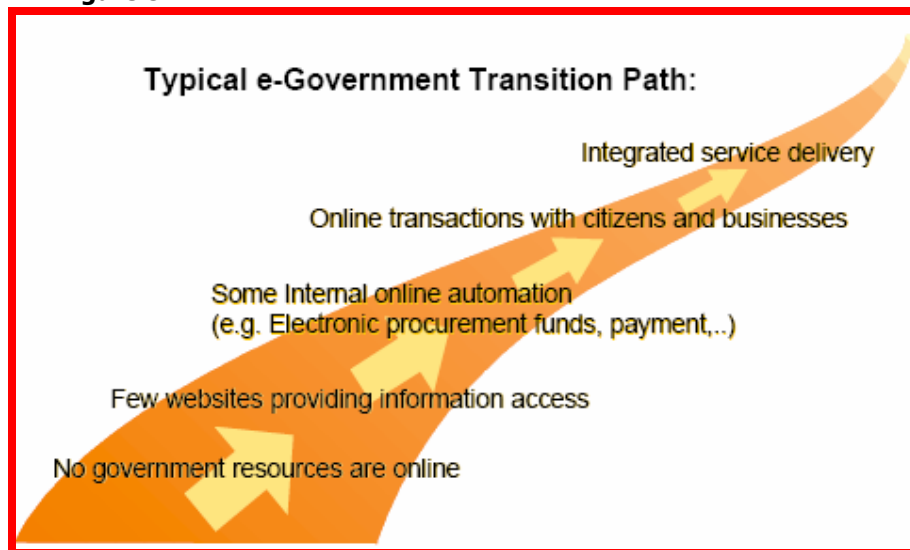 Typical e-Government Transition Path:
Integrated service delivery
Online transactions with citizens and businesses
Some Internal online automation
(e.g. Electronic procurement funds, payment,..)
Few websites providing information access
No government resources are online